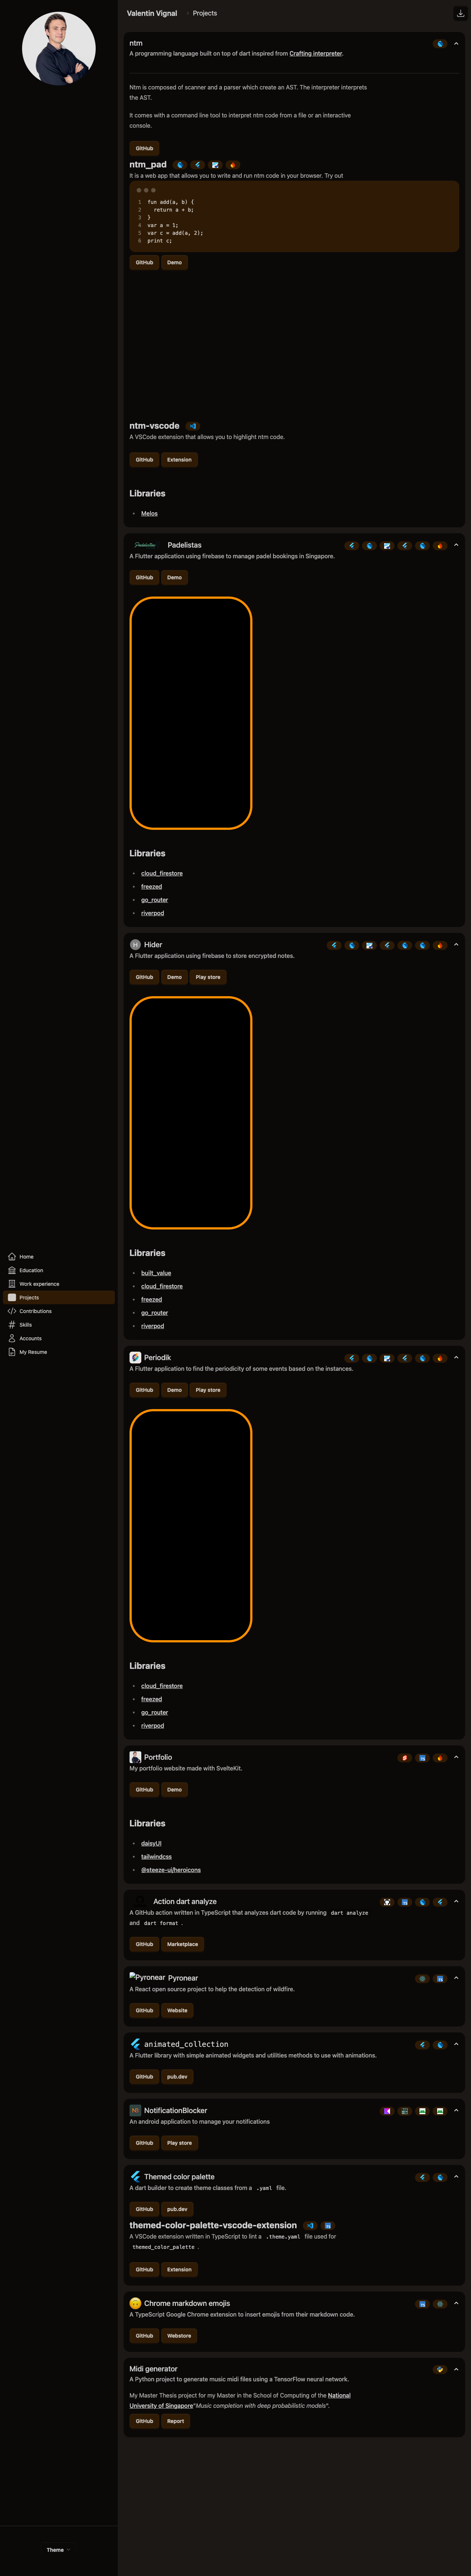 Valentin Vignal
Projects
Home
Education
Work experience
Projects
Contributions
Skills
Accounts
My Resume
Theme
ntm
A programming language built on top of dart inspired from Crafting interpreter.
Ntm is composed of scanner and a parser which create an AST. The interpreter interprets
the AST.
It comes with a command line tool to interpret ntm code from a file or an interactive
console.
GitHub
ntm_pad
It is a web app that allows you to write and run ntm code in your browser. Try out
1 fun add(a, b) {
2   return a + b;
3 }
4 var a = 1;
5 var c = add(a, 2);
6 print c;
GitHub Demo
ntm-vscode
A VSCode extension that allows you to highlight ntm code.
GitHub Extension
Libraries
Melos
Padelistas
A Flutter application using firebase to manage padel bookings in Singapore.
GitHub Demo
Libraries
cloud_firestore
freezed
go_router
riverpod
H Hider
A Flutter application using firebase to store encrypted notes.
GitHub Demo Play store
Libraries
built_value
cloud_firestore
freezed
go_router
riverpod
Periodik
A Flutter application to find the periodicity of some events based on the instances.
GitHub Demo Play store
Libraries
cloud_firestore
freezed
go_router
riverpod
Portfolio
My portfolio website made with SvelteKit.
GitHub Demo
Libraries
daisyUI
tailwindcss
@steeze-ui/heroicons
Action dart analyze
A GitHub action written in TypeScript that analyzes dart code by running dart analyze
and dart format .
GitHub Marketplace
Pyronear Pyronear
A React open source project to help the detection of wildfire.
GitHub Website
animated_collection
A Flutter library with simple animated widgets and utilities methods to use with animations.
GitHub pub.dev
NotificationBlocker
An android application to manage your notifications
GitHub Play store
Themed color palette
A dart builder to create theme classes from a .yaml file.
GitHub pub.dev
themed-color-palette-vscode-extension
A VSCode extension written in TypeScript to lint a .theme.yaml file used for
themed_color_palette .
GitHub Extension
Chrome markdown emojis
A TypeScript Google Chrome extension to insert emojis from their markdown code.
GitHub Webstore
Midi generator
A Python project to generate music midi files using a TensorFlow neural network.
My Master Thesis project for my Master in the School of Computing of the National
University of Singapore"Music completion with deep probabilistic models".
GitHub Report